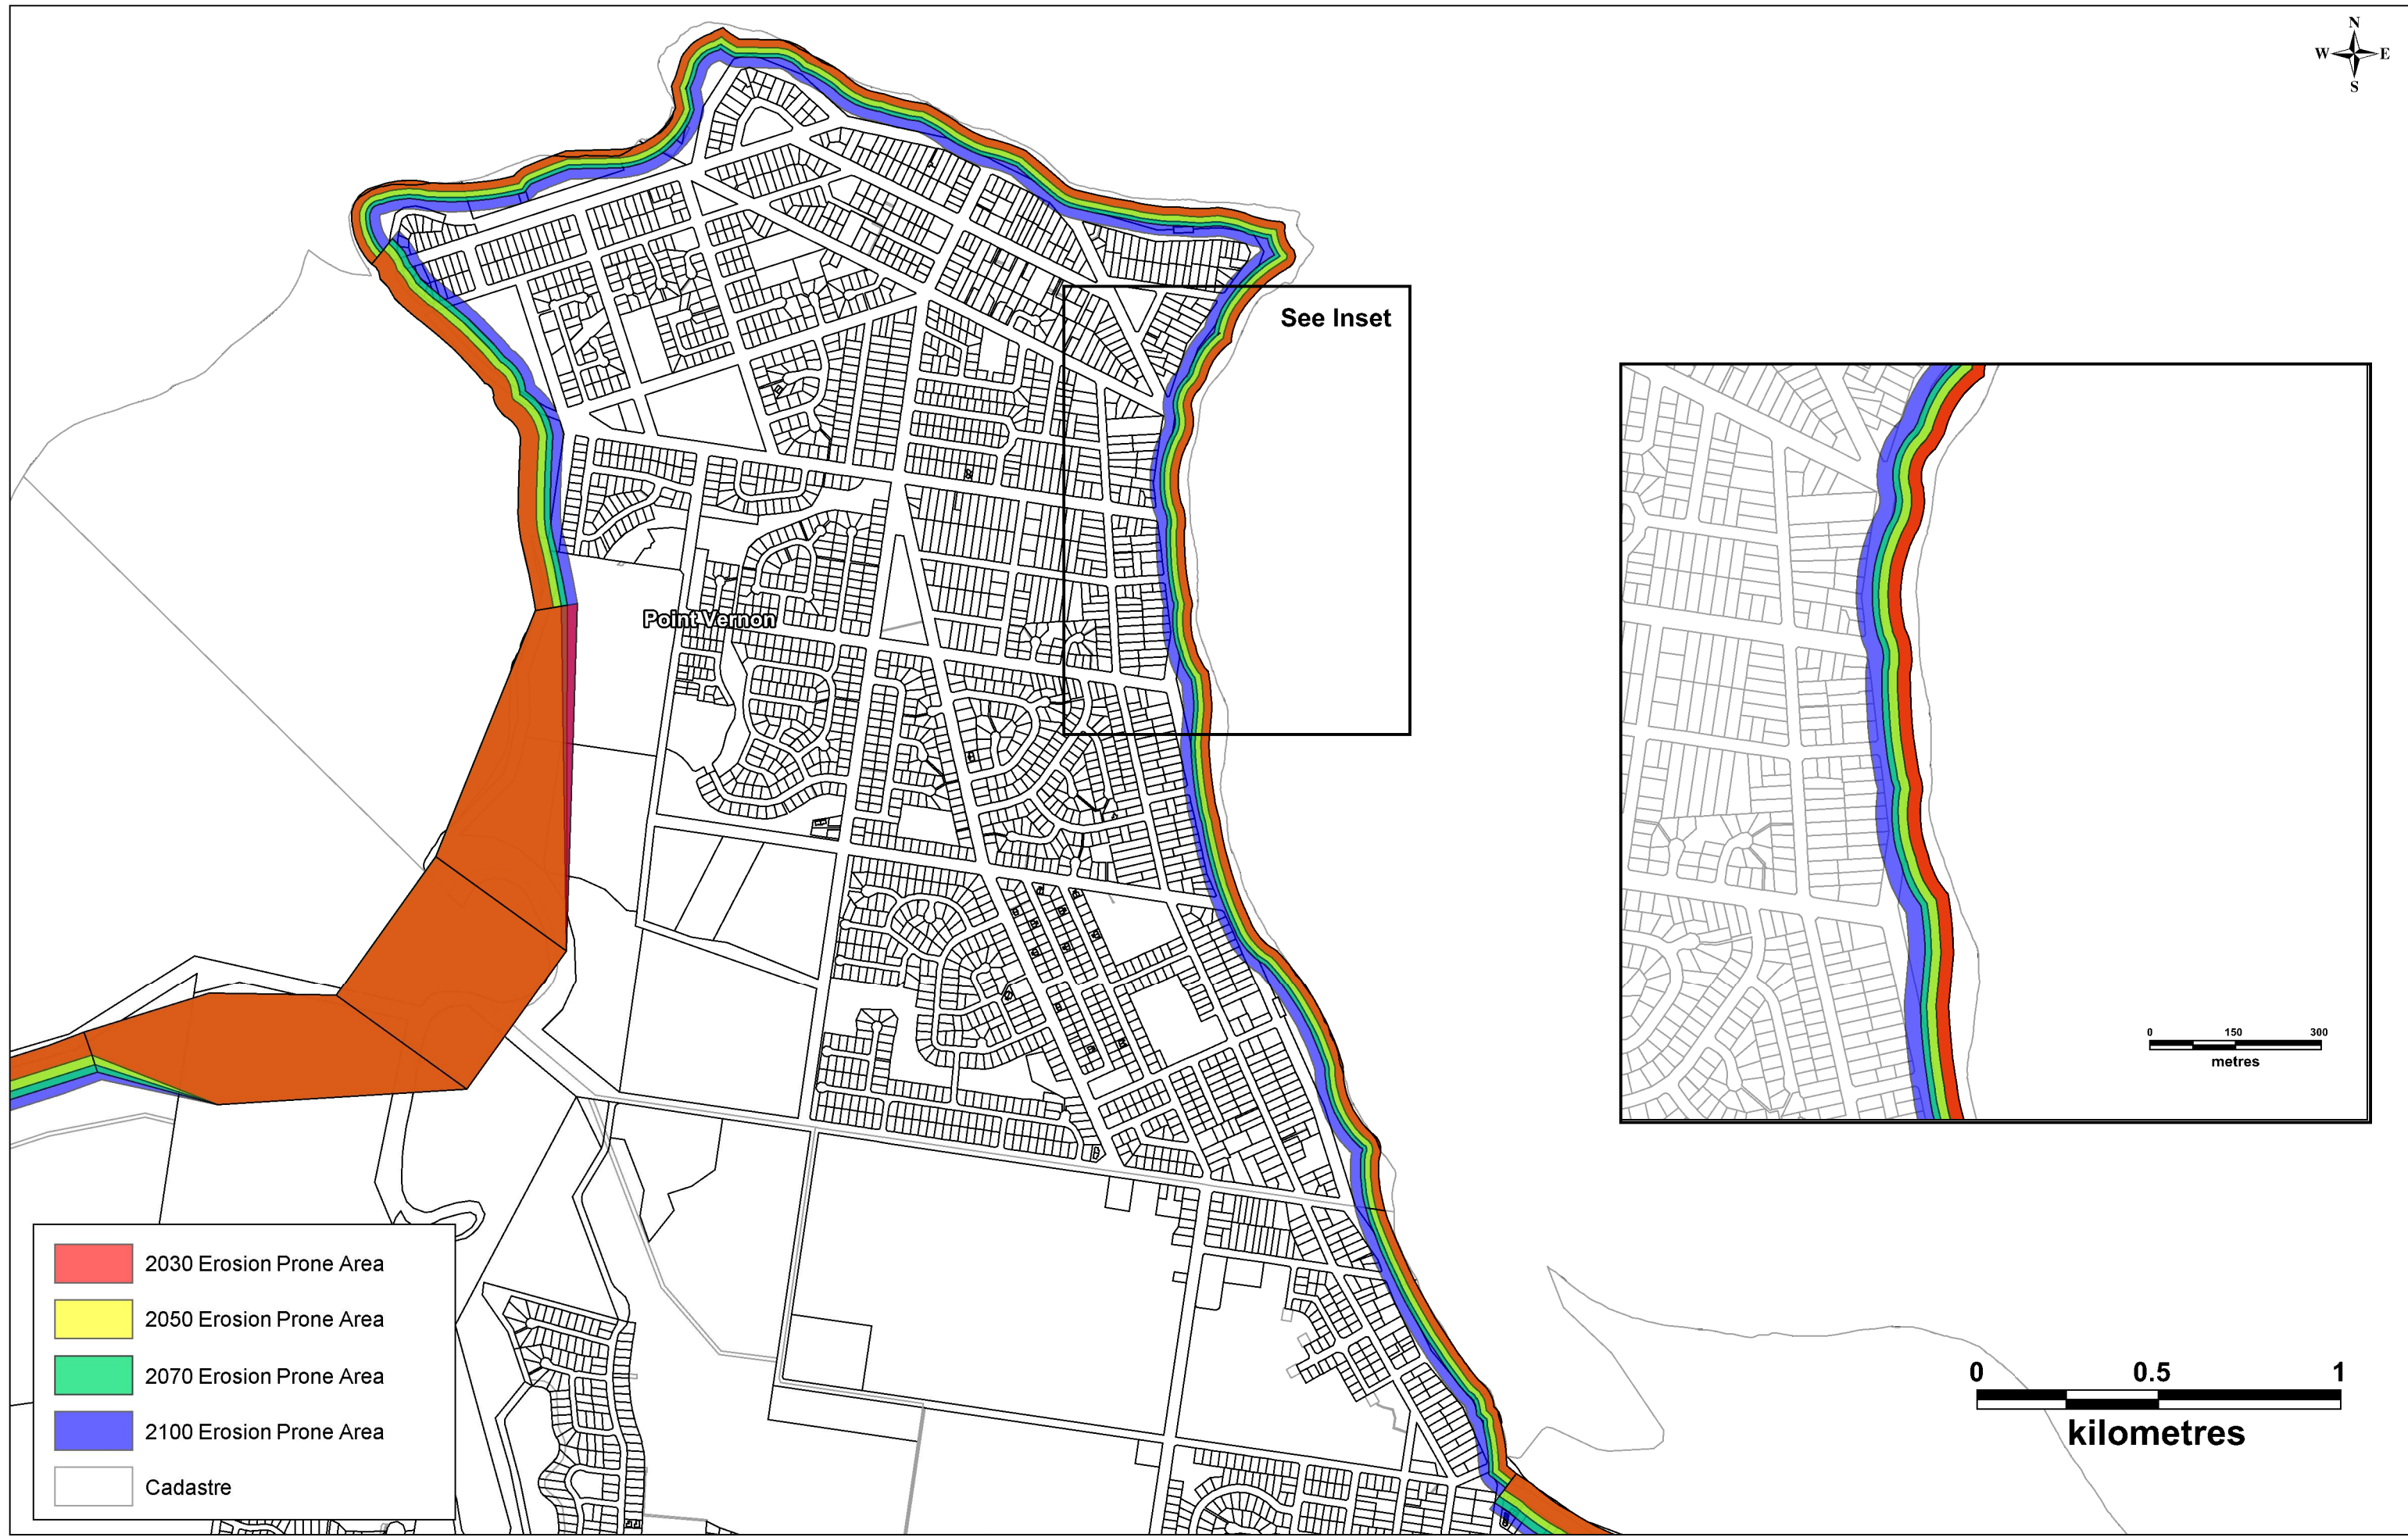 N
W E
S
See Inset
Point Vernon
0 150 300
metres
2030 Erosion Prone Area
2050 Erosion Prone Area
2070 Erosion Prone Area
2100 Erosion Prone Area
Cadastre
0 0.5 1
kilometres